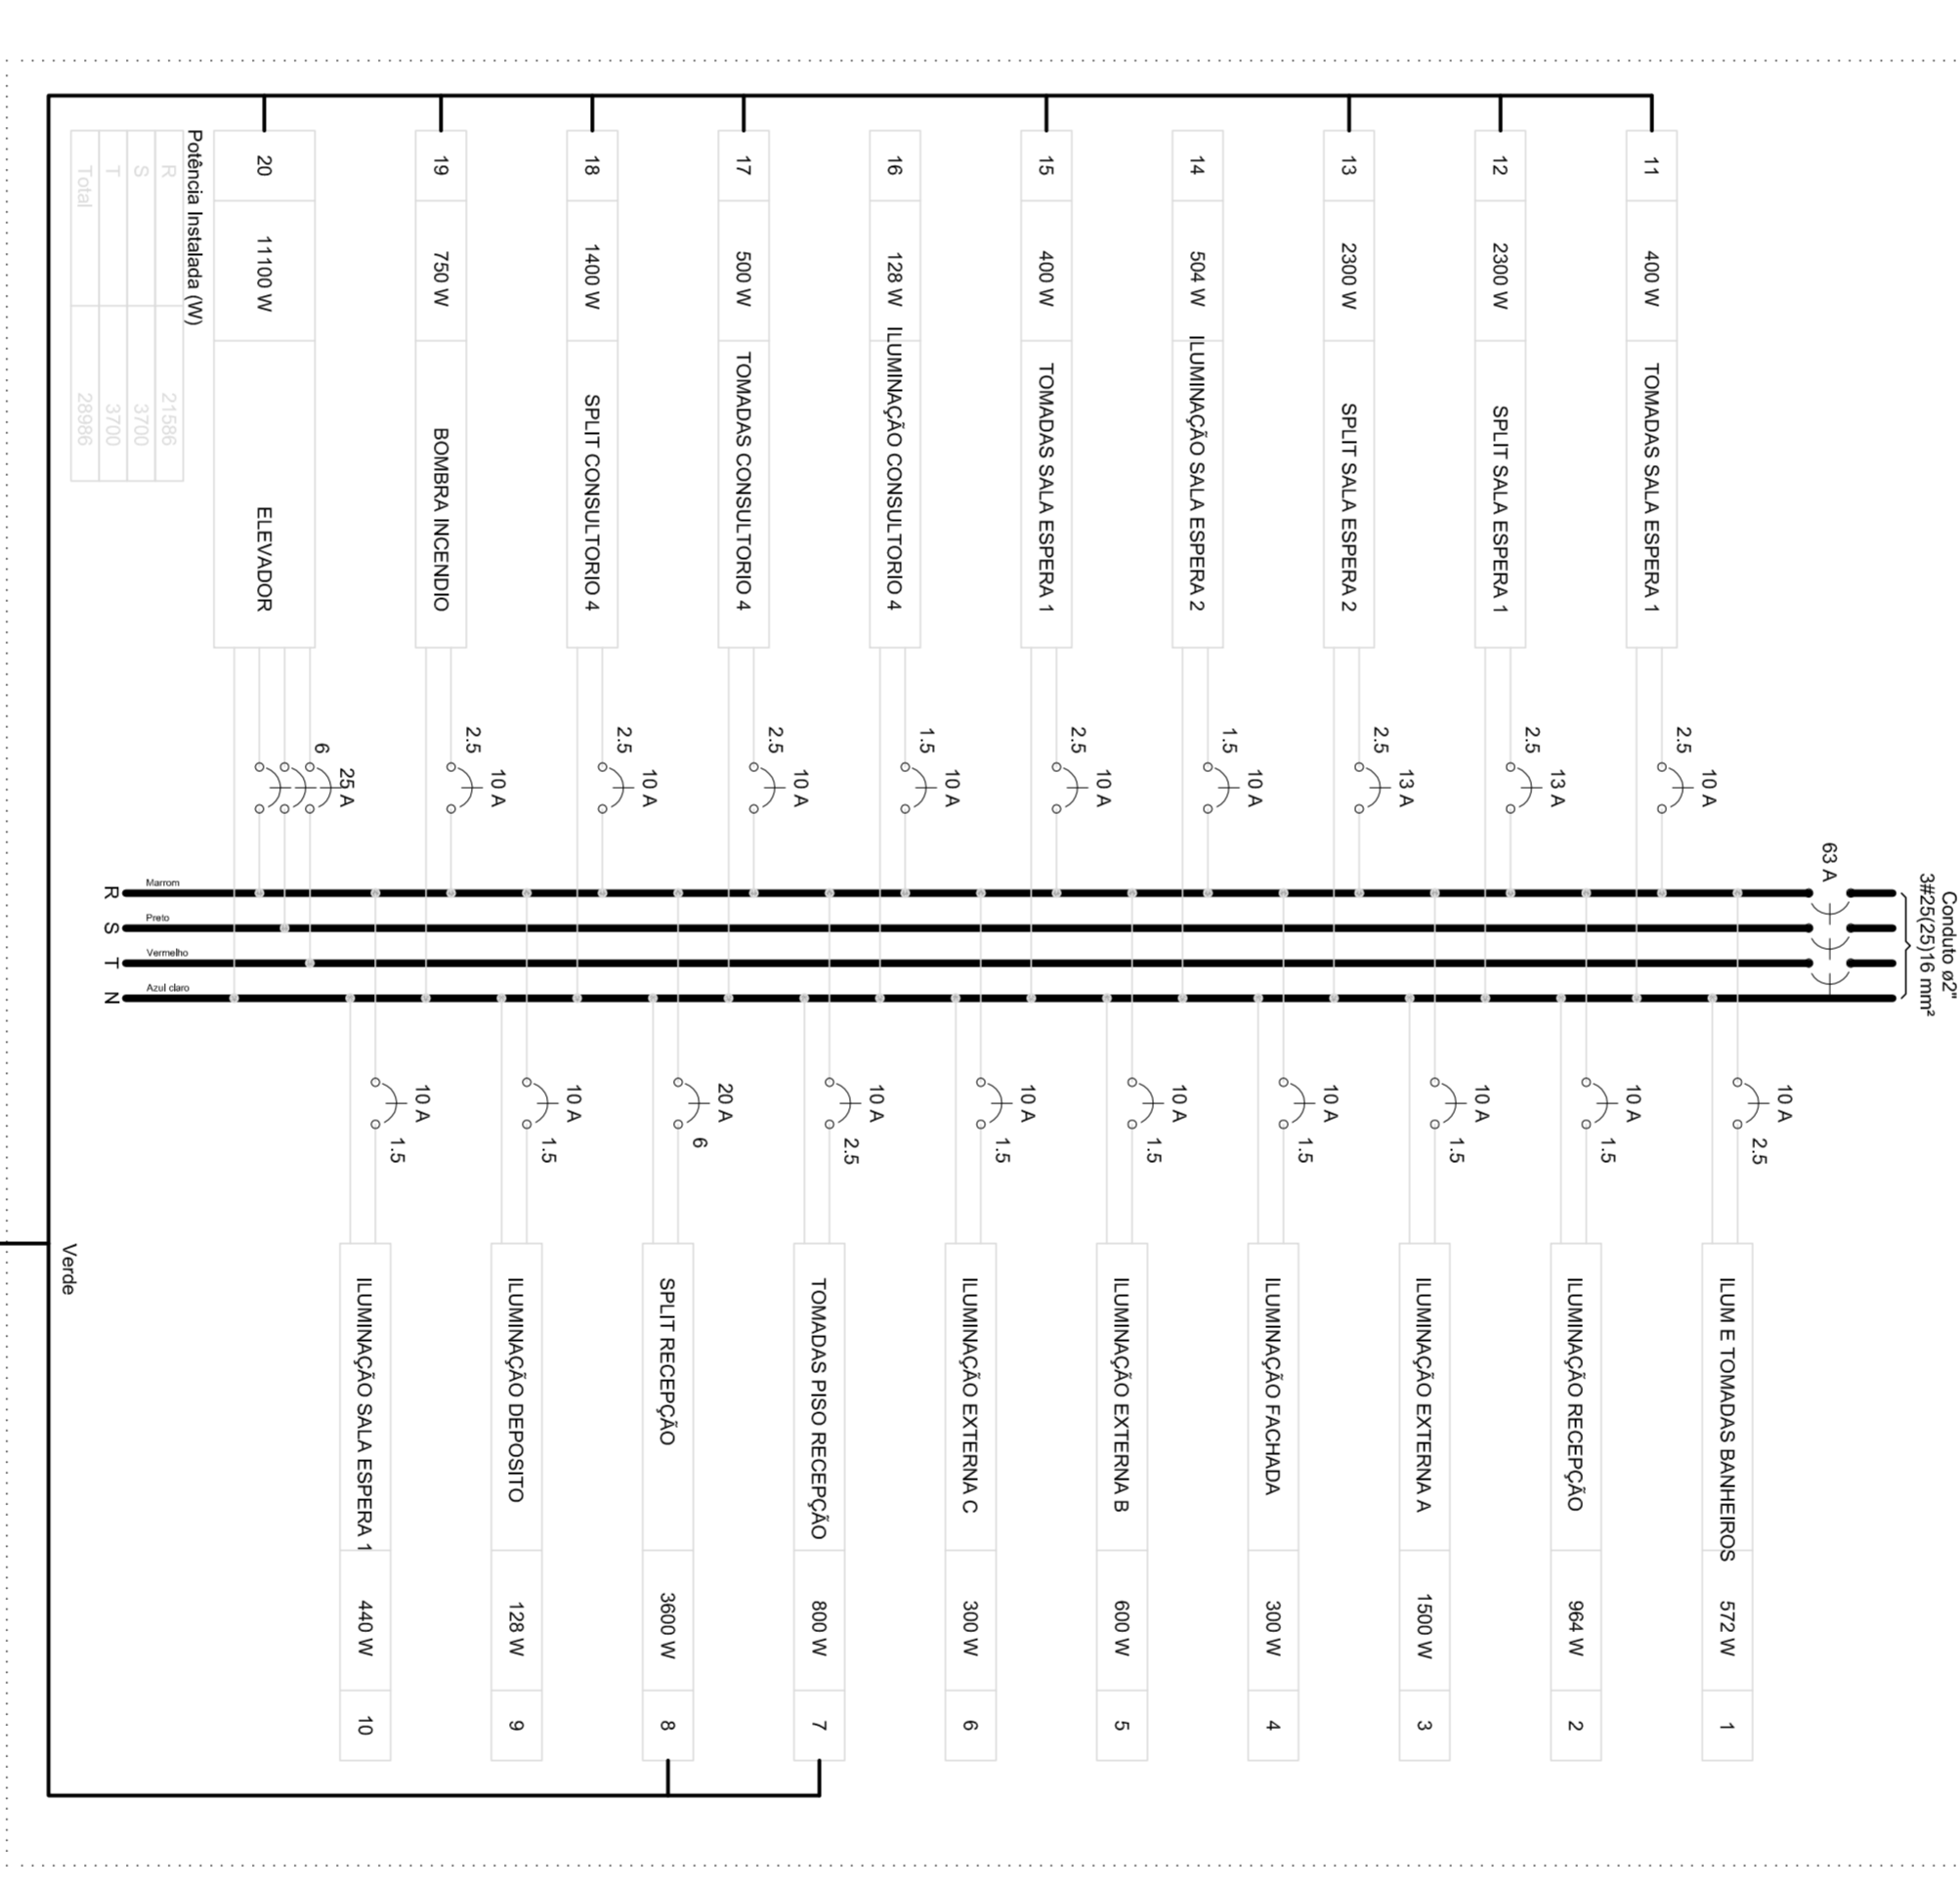 Conduto ø2"
3#25(25)16 mm²
63 A
11
400 W
TOMADAS SALA ESPERA 1
2.5
10 A
10 A
2.5
ILUM E TOMADAS BANHEIROS
572 W
1
12
2300 W
SPLIT SALA ESPERA 1
2.5
13 A
10 A
1.5
ILUMINAÇÃO RECEPÇÃO
964 W
2
13
2300 W
SPLIT SALA ESPERA 2
2.5
13 A
10 A
1.5
ILUMINAÇÃO EXTERNA A
1500 W
3
14
504 W
ILUMINAÇÃO SALA ESPERA 2
1.5
10 A
10 A
1.5
ILUMINAÇÃO FACHADA
300 W
4
15
400 W
TOMADAS SALA ESPERA 1
2.5
10 A
10 A
1.5
ILUMINAÇÃO EXTERNA B
600 W
5
16
128 W
ILUMINAÇÃO CONSULTORIO 4
1.5
10 A
10 A
1.5
ILUMINAÇÃO EXTERNA C
300 W
6
17
500 W
TOMADAS CONSULTORIO 4
2.5
10 A
10 A
2.5
TOMADAS PISO RECEPÇÃO
800 W
7
18
1400 W
SPLIT CONSULTORIO 4
2.5
10 A
20 A
6
SPLIT RECEPÇÃO
3600 W
8
19
750 W
BOMBRA INCENDIO
2.5
10 A
10 A
1.5
ILUMINAÇÃO DEPOSITO
128 W
9
20
11100 W
ELEVADOR
6
25 A
10 A
1.5
ILUMINAÇÃO SALA ESPERA 1
440 W
10
Potência Instalada (W)
R 21586
S 3700
T 3700
Total 28986
R Marrom
S Preto
T Vermelho
N Azul claro
Verde